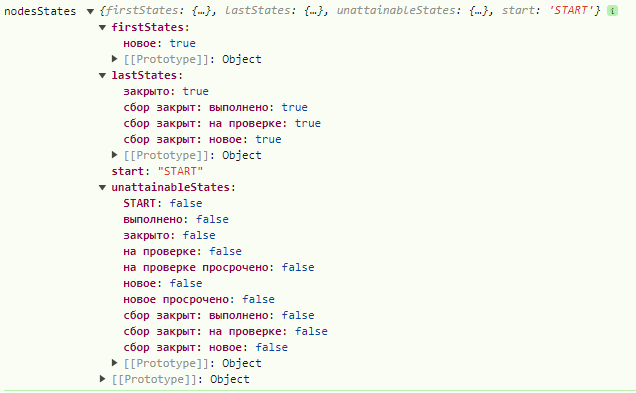 nodesStates {firstStates: {…}, lastStates: {…}, unattainableStates: {…}, start: 'START'} i
firstStates:
новое: true
[[Prototype]]: Object
lastStates:
закрыто: true
сбор закрыт: выполнено: true
сбор закрыт: на проверке: true
сбор закрыт: новое: true
[[Prototype]]: Object
start: "START"
unattainableStates:
START: false
выполнено: false
закрыто: false
на проверке: false
на проверке просрочено: false
новое: false
новое просрочено: false
сбор закрыт: выполнено: false
сбор закрыт: на проверке: false
сбор закрыт: новое: false
[[Prototype]]: Object
[[Prototype]]: Object